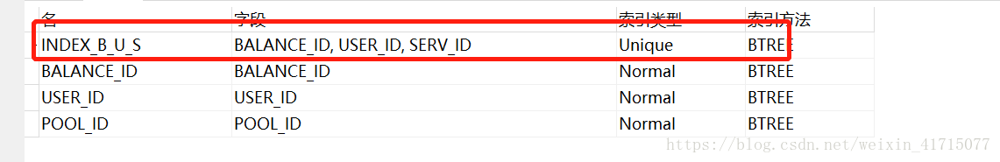 名 字段 索引类型 索引方法
INDEX_B_U_S BALANCE_ID, USER_ID, SERV_ID Unique BTREE
BALANCE_ID BALANCE_ID Normal BTREE
USER_ID USER_ID Normal BTREE
POOL_ID POOL_ID Normal BTREE
https://blog.csdn.net/weixin_41715077